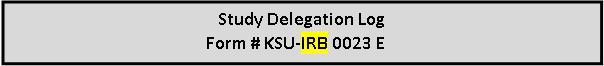 Study Delegation Log
Form # KSU-IRB 0023 E